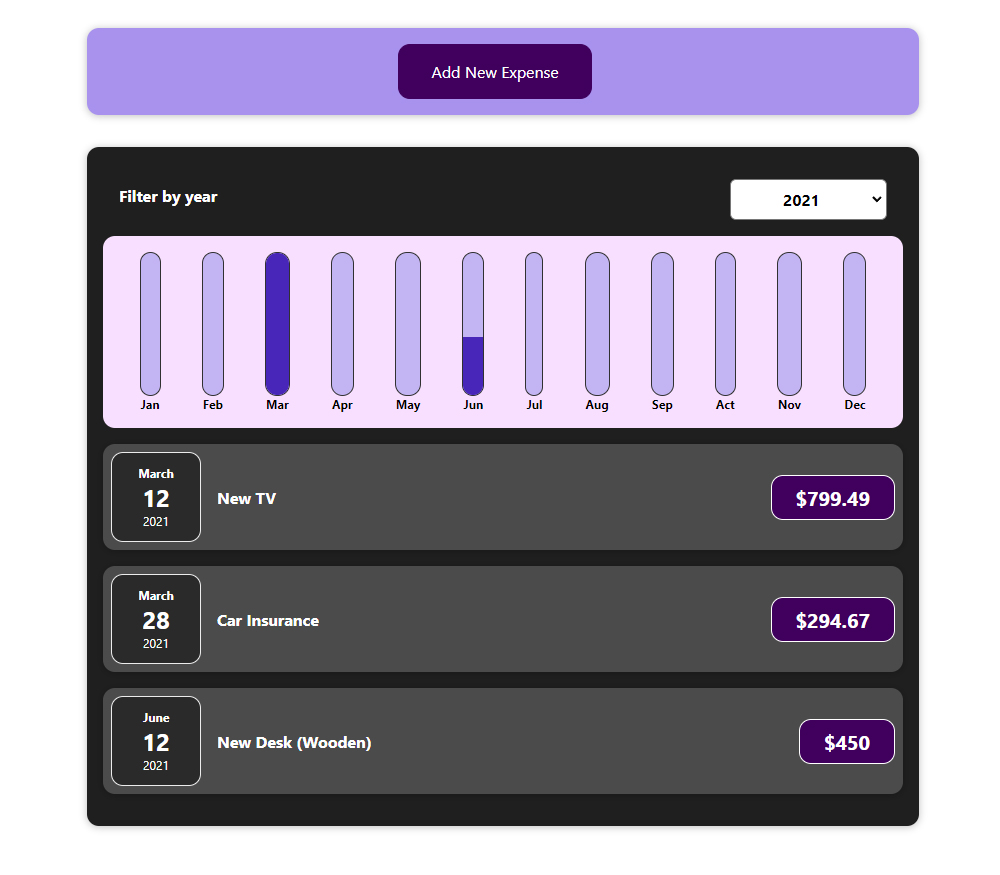 Add New Expense
Filter by year
2021
Jan Feb Mar Apr May Jun Jul Aug Sep Act Nov Dec
March
12
2021
New TV
$799.49
March
28
2021
Car Insurance
$294.67
June
12
2021
New Desk (Wooden)
$450